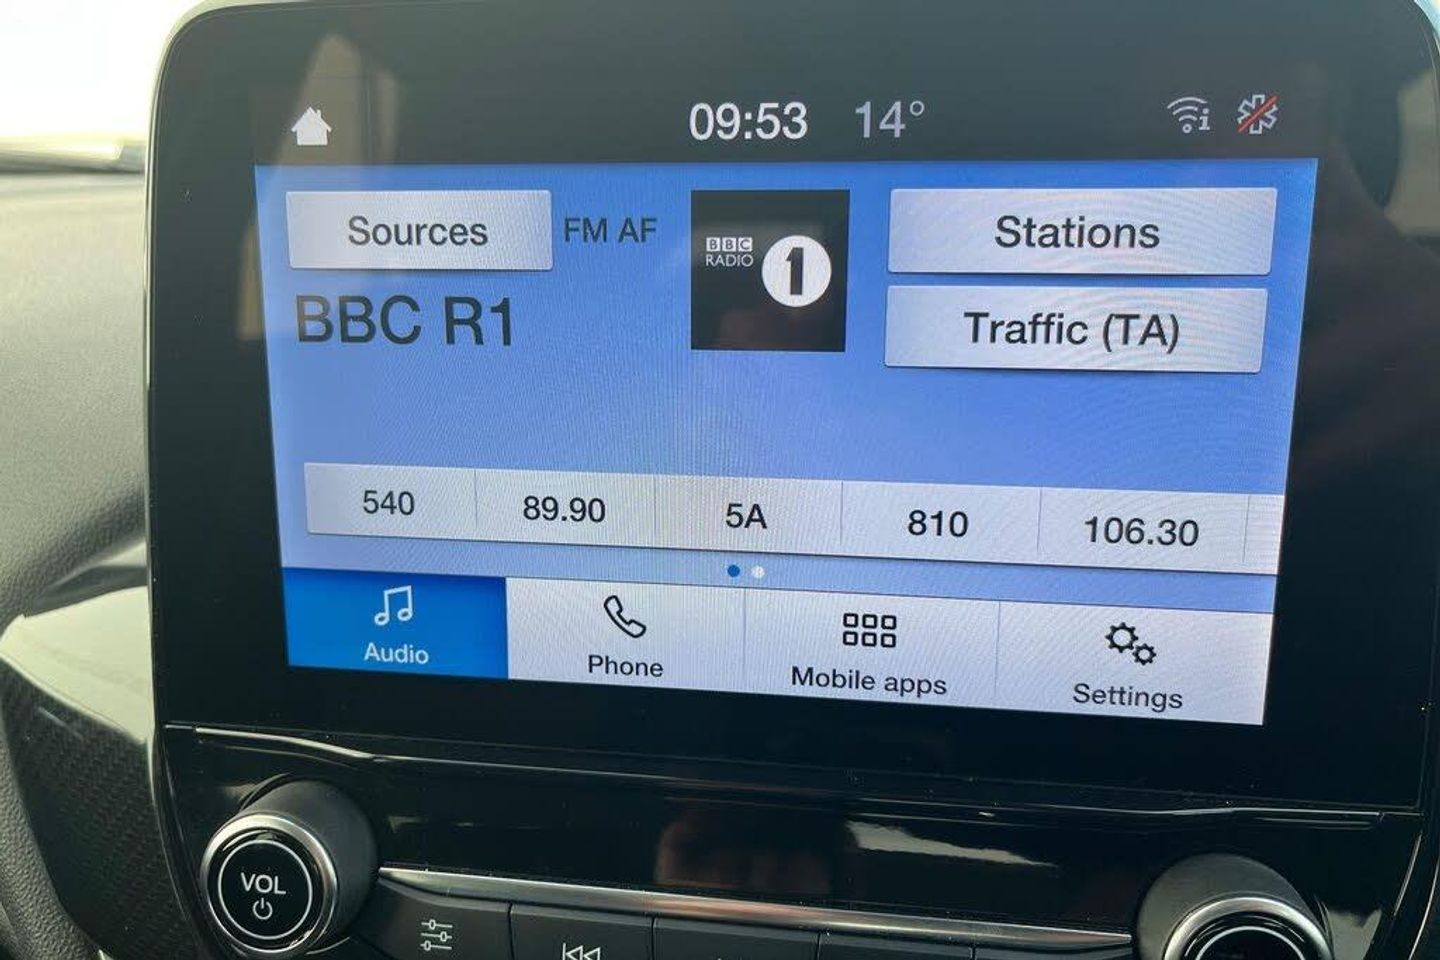 09:53 14°
Sources FM AF
BBC
RADIO 1
Stations
BBC R1
Traffic (TA)
540 89.90 5A 810 106.30
Audio Phone Mobile apps Settings
VOL